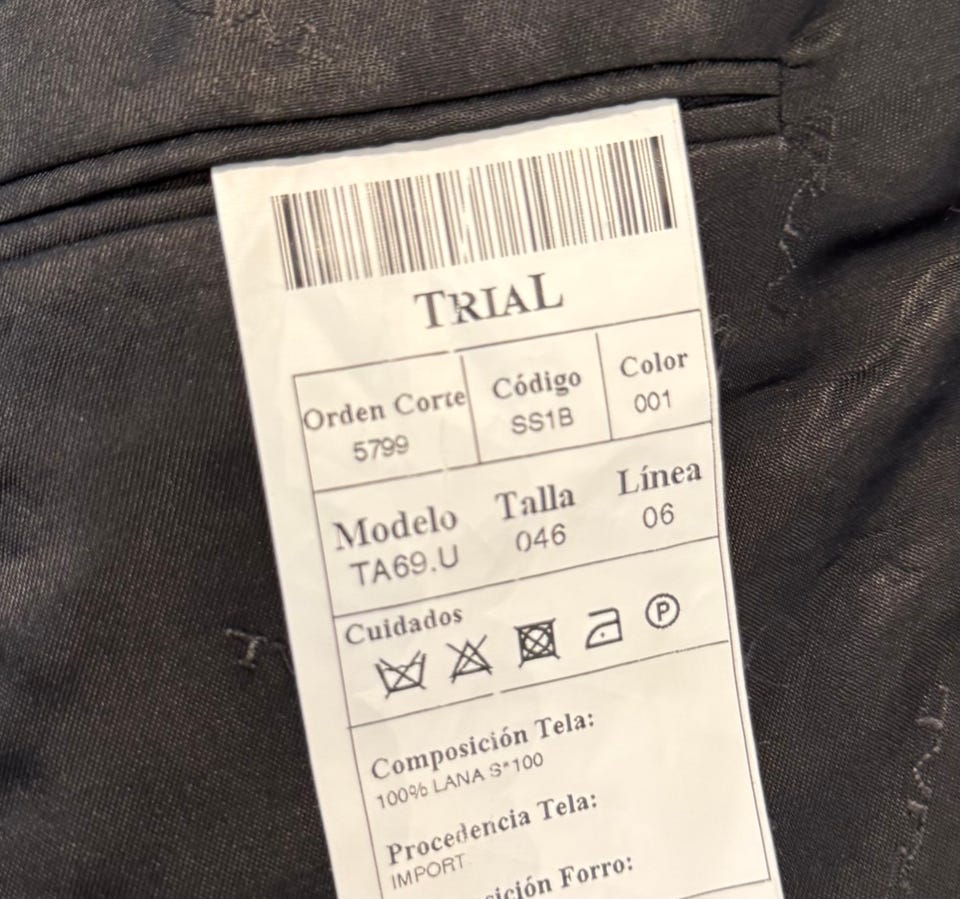 TRIAL
Orden Corte Código Color
5799 SS1B 001
Modelo Talla Línea
TA69.U 046 06
Cuidados
P
Composición Tela:
100% LANA S*100
Procedencia Tela:
IMPORT
Forro: